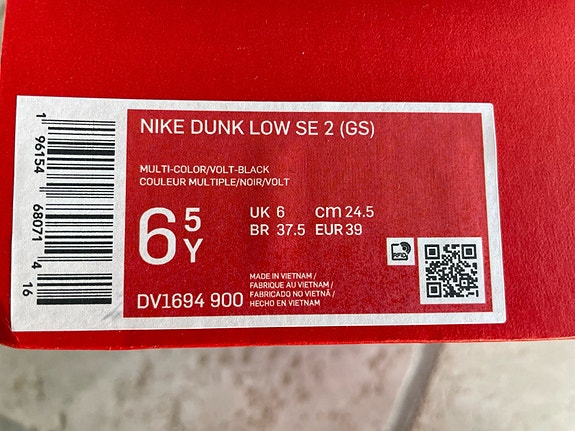 NIKE DUNK LOW SE 2 (GS)
MULTI-COLOR/VOLT-BLACK
COULEUR MULTIPLE/NOIR/VOLT
6 5 Y
UK 6 cm 24.5
BR 37.5 EUR 39
RFID
MADE IN VIETNAM /
FABRIQUE AU VIETNAM /
FABRICADO NO VIETNÃ /
HECHO EN VIETNAM
DV1694 900
1 96154 68071 4 16